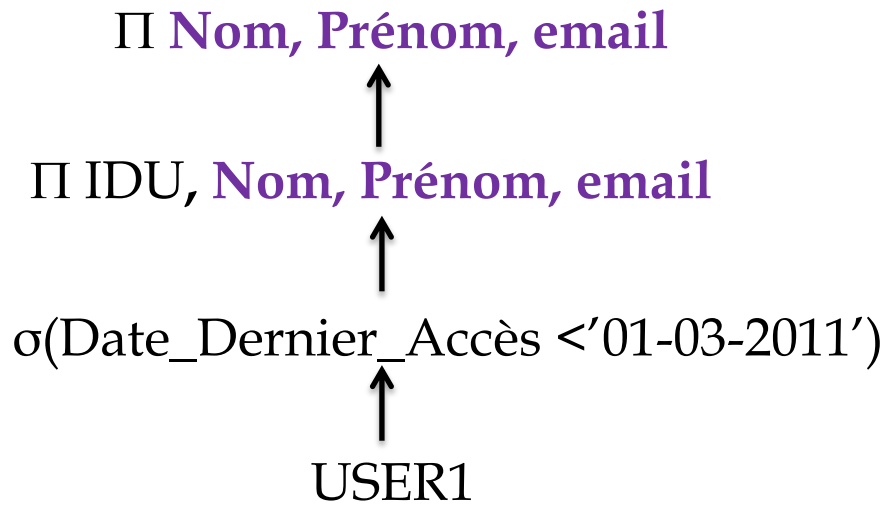 Π Nom, Prénom, email
Π IDU, Nom, Prénom, email
σ(Date_Dernier_Accès <’01-03-2011’)
USER1